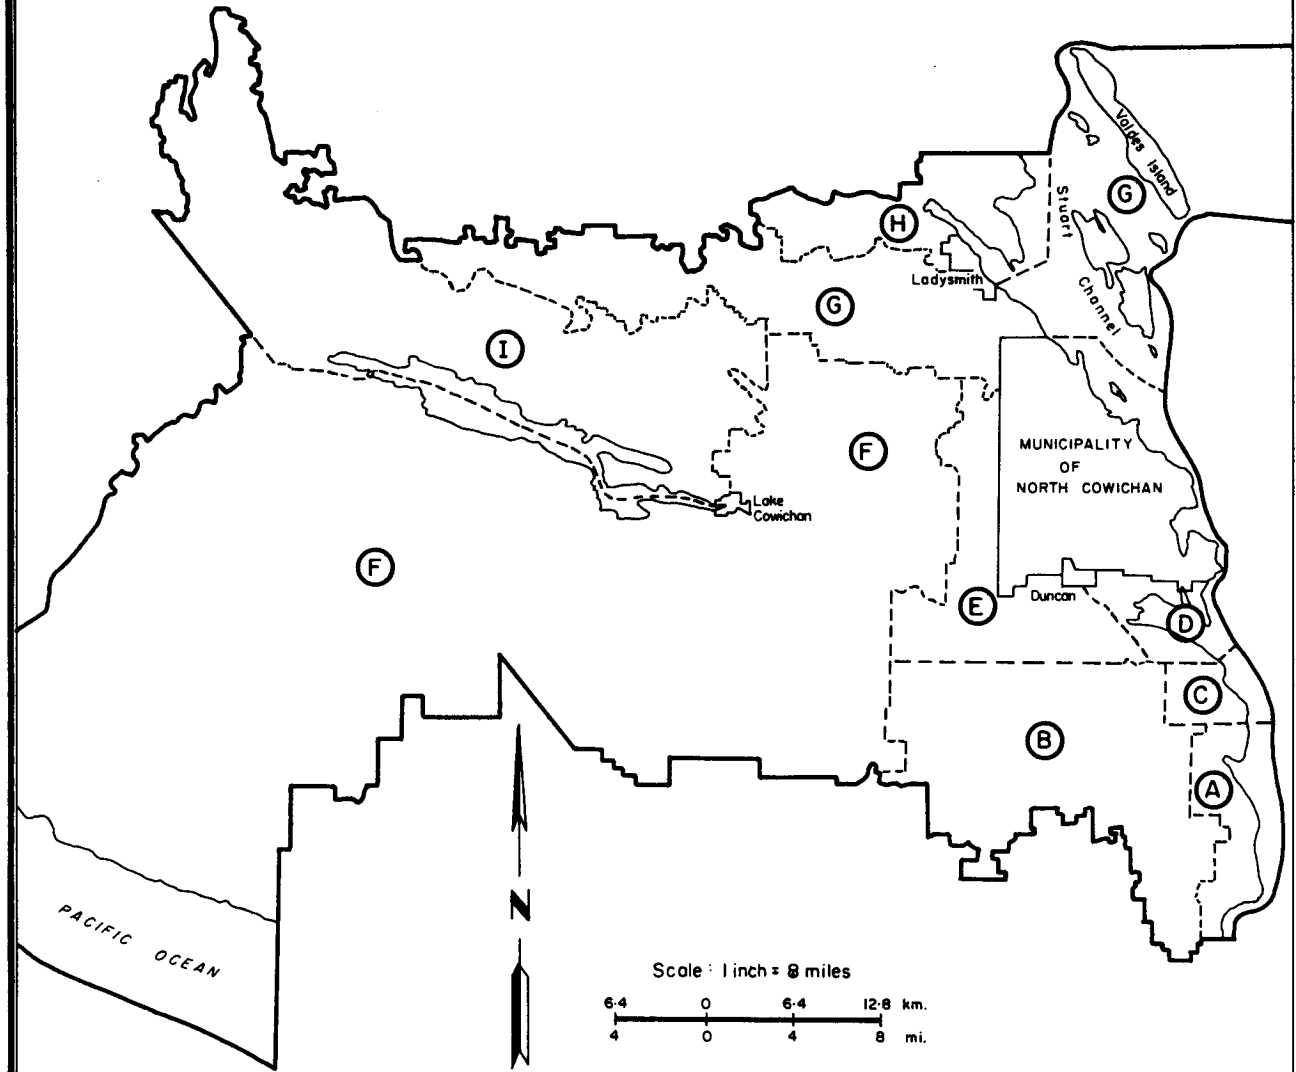 Valdes Island
G
Stuart
Channel
H
Ladysmith
G
I
MUNICIPALITY
OF
NORTH COWICHAN
F
Lake
Cowichan
F
E
Duncan
D
C
B
A
PACIFIC OCEAN
N
Scale : 1 inch = 8 miles
6.4 0 6.4 12.8 km.
4 0 4 8 mi.